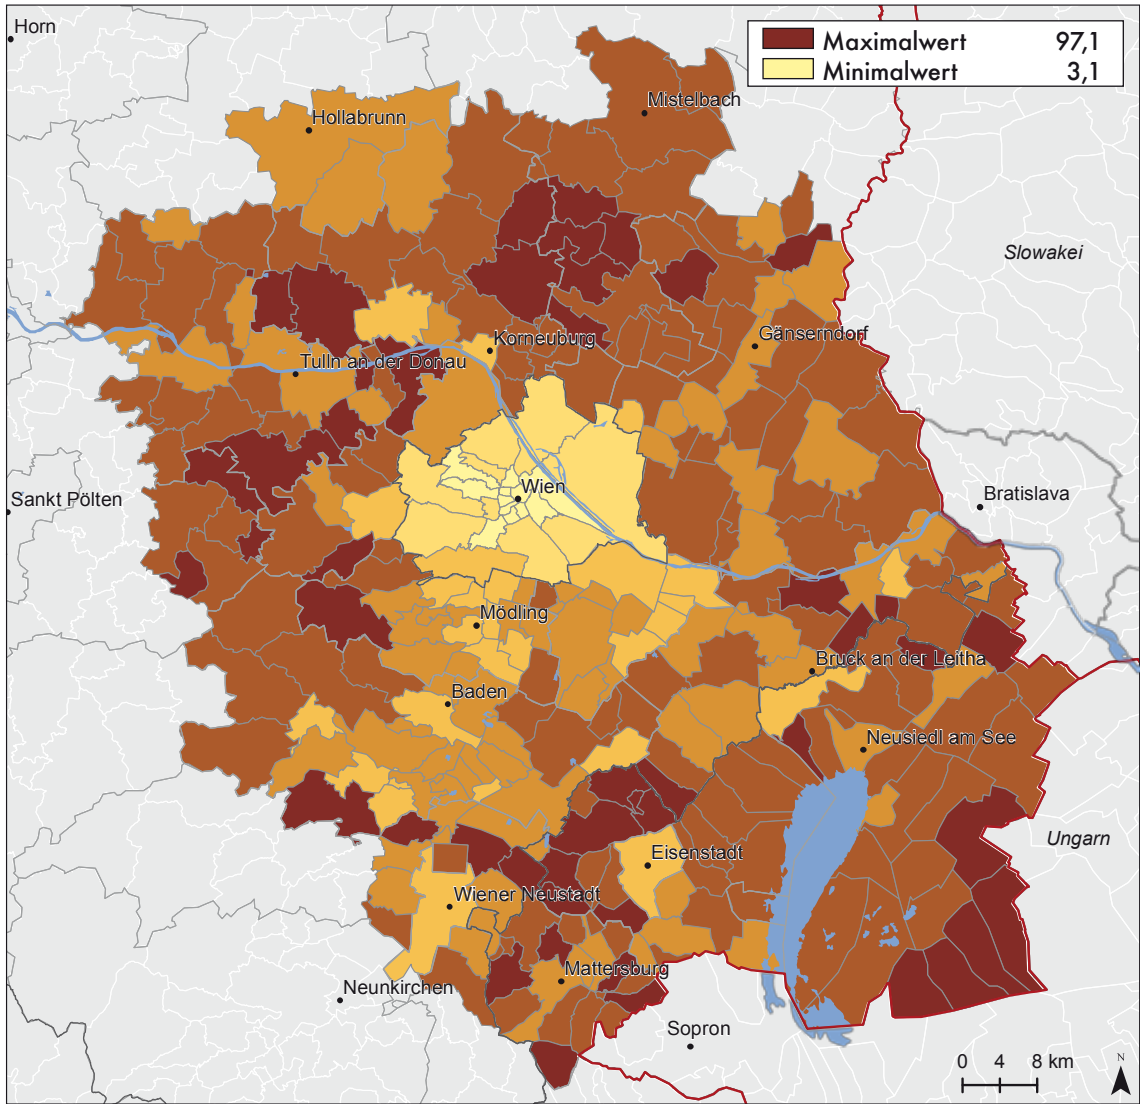 Horn
Maximalwert 97,1
Minimalwert 3,1
Mistelbach
Hollabrunn
Slowakei
Korneuburg
Gänserndorf
Tulln an der Donau
Wien
Bratislava
Sankt Pölten
Mödling
Bruck an der Leitha
Baden
Neusiedl am See
Ungarn
Eisenstadt
Wiener Neustadt
Mattersburg
Neunkirchen
Sopron
0 4 8 km
N